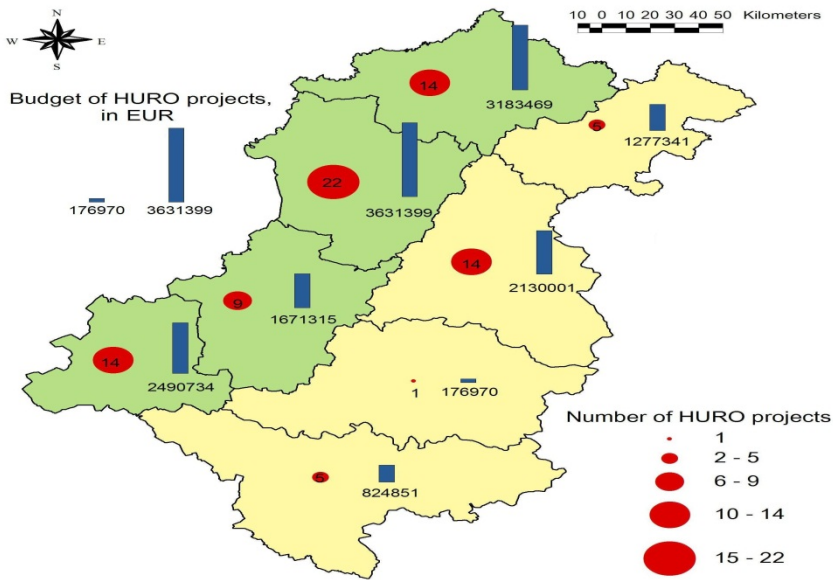 N
W E
S
10 0 10 20 30 40 50 Kilometers
Budget of HURO projects,
in EUR
176970 3631399
14
3183469
5
1277341
22
3631399
14
2130001
9
1671315
14
2490734
1 176970
5
824851
Number of HURO projects
1
2 - 5
6 - 9
10 - 14
15 - 22